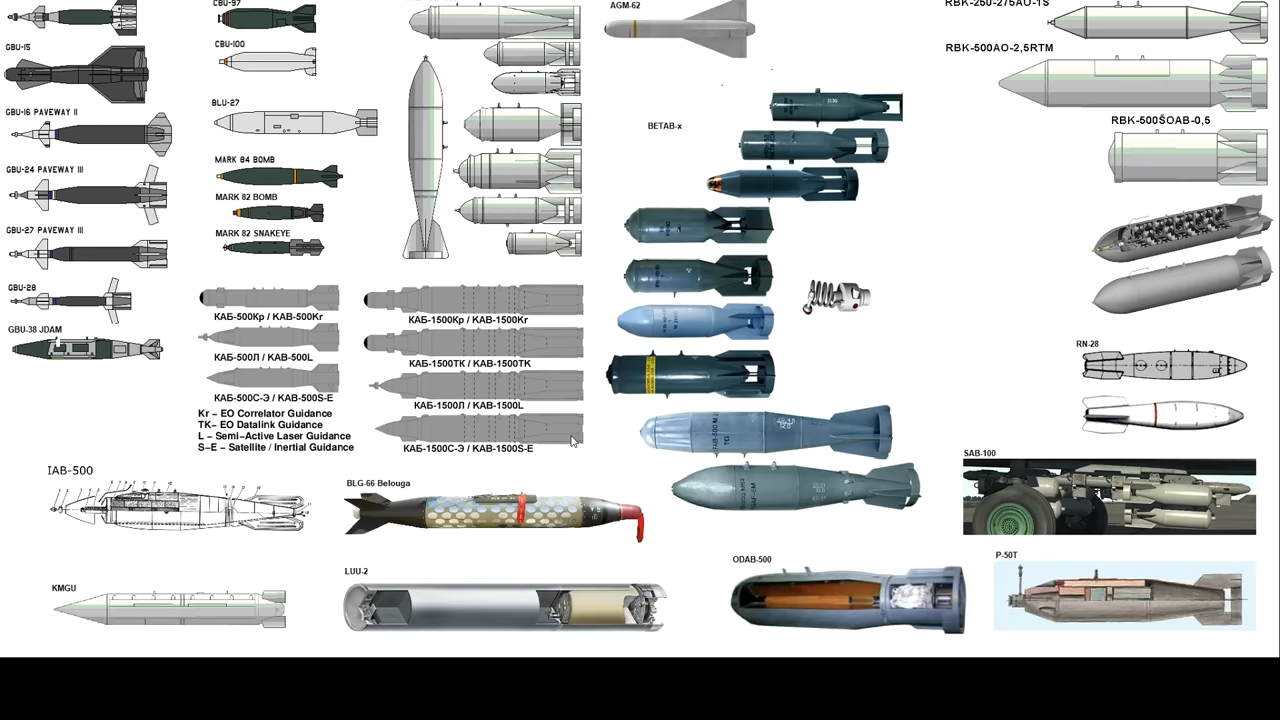 CBU-97
AGM-62
RBK-250-275AO-1S
GBU-15
CBU-100
RBK-500AO-2,5RTM
GBU-16 PAVEWAY II
BLU-27
BETAB-x
RBK-500ŠOAB-0,5
GBU-24 PAVEWAY III
MARK 84 BOMB
MARK 82 BOMB
GBU-27 PAVEWAY III
MARK 82 SNAKEYE
GBU-28
КАБ-500Кр / KAB-500Kr
КАБ-1500Кр / KAB-1500Kr
GBU-38 JDAM
КАБ-500Л / KAB-500L
КАБ-1500ТК / KAB-1500TK
RN-28
КАБ-500С-Э / KAB-500S-E
КАБ-1500Л / KAB-1500L
Kr – EO Correlator Guidance
TK– EO Datalink Guidance
L – Semi-Active Laser Guidance
S–E – Satellite / Inertial Guidance
КАБ-1500С-Э / KAB-1500S-E
IAB-500
BLG-66 Belouga
SAB-100
KMGU
LUU-2
ODAB-500
P-50T